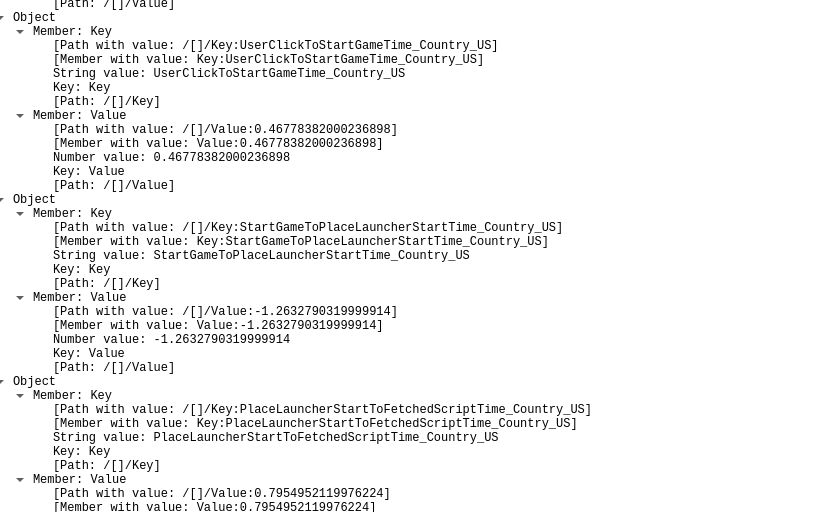 [Path: /[]/Value]
Object
Member: Key
[Path with value: /[]/Key:UserClickToStartGameTime_Country_US]
[Member with value: Key:UserClickToStartGameTime_Country_US]
String value: UserClickToStartGameTime_Country_US
Key: Key
[Path: /[]/Key]
Member: Value
[Path with value: /[]/Value:0.46778382000236898]
[Member with value: Value:0.46778382000236898]
Number value: 0.46778382000236898
Key: Value
[Path: /[]/Value]
Object
Member: Key
[Path with value: /[]/Key:StartGameToPlaceLauncherStartTime_Country_US]
[Member with value: Key:StartGameToPlaceLauncherStartTime_Country_US]
String value: StartGameToPlaceLauncherStartTime_Country_US
Key: Key
[Path: /[]/Key]
Member: Value
[Path with value: /[]/Value:-1.2632790319999914]
[Member with value: Value:-1.2632790319999914]
Number value: -1.2632790319999914
Key: Value
[Path: /[]/Value]
Object
Member: Key
[Path with value: /[]/Key:PlaceLauncherStartToFetchedScriptTime_Country_US]
[Member with value: Key:PlaceLauncherStartToFetchedScriptTime_Country_US]
String value: PlaceLauncherStartToFetchedScriptTime_Country_US
Key: Key
[Path: /[]/Key]
Member: Value
[Path with value: /[]/Value:0.7954952119976224]
[Member with value: Value:0.7954952119976224]